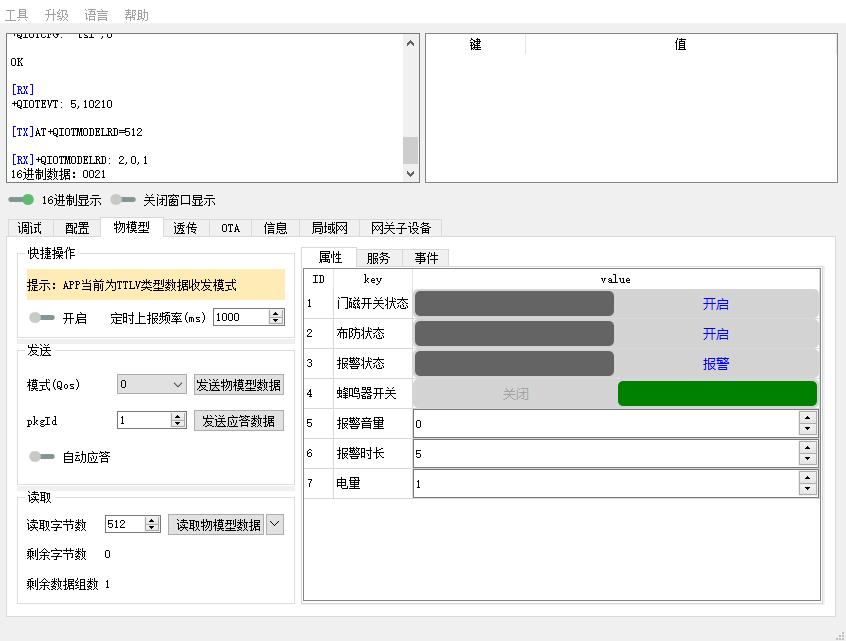 工具 升级 语言 帮助
OK
[RX]
+QIOTEVT: 5,10210
[TX]AT+QIOTMODELRD=512
[RX]+QIOTMODELRD: 2,0,1
16进制数据: 0021
键 值
16进制显示 关闭窗口显示
调试 配置 物模型 透传 OTA 信息 局域网 网关子设备
快捷操作
提示: APP当前为TTLV类型数据收发模式
开启 定时上报频率(ms) 1000
发送
模式(Qos) 0 发送物模型数据
pkgId 1 发送应答数据
自动应答
读取
读取字节数 512 读取物模型数据
剩余字节数 0
剩余数据组数 1
属性 服务 事件
ID key value
1 门磁开关状态 开启
2 布防状态 开启
3 报警状态 报警
4 蜂鸣器开关 关闭
5 报警音量 0
6 报警时长 5
7 电量 1